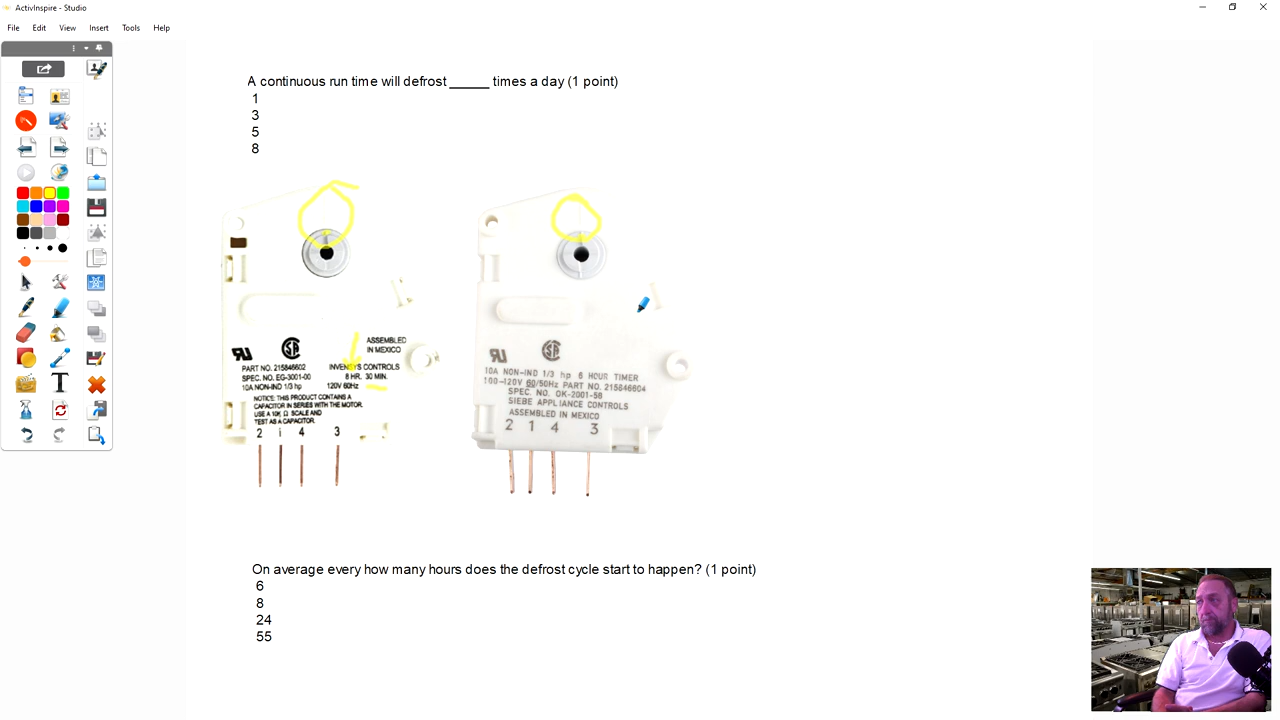 ActivInspire - Studio
File Edit View Insert Tools Help
A continuous run time will defrost _____ times a day (1 point)
1
3
5
8
ASSEMBLED
IN MEXICO
PART NO. 215846602
SPEC. NO. EG-3001-00
10A NON-IND 1/3 hp
INVENSYS CONTROLS
8 HR. 30 MIN.
120V 60Hz
NOTICE: THIS PRODUCT CONTAINS A
CAPACITOR IN SERIES WITH THE MOTOR.
USE A 10K Ω SCALE AND
TEST AS A CAPACITOR.
2 1 4 3
10A NON-IND 1/3 hp 6 HOUR TIMER
100-120V 60/50Hz PART NO. 215846604
SPEC. NO. OK-2001-58
SIEBE APPLIANCE CONTROLS
ASSEMBLED IN MEXICO
2 1 4 3
On average every how many hours does the defrost cycle start to happen? (1 point)
6
8
24
55